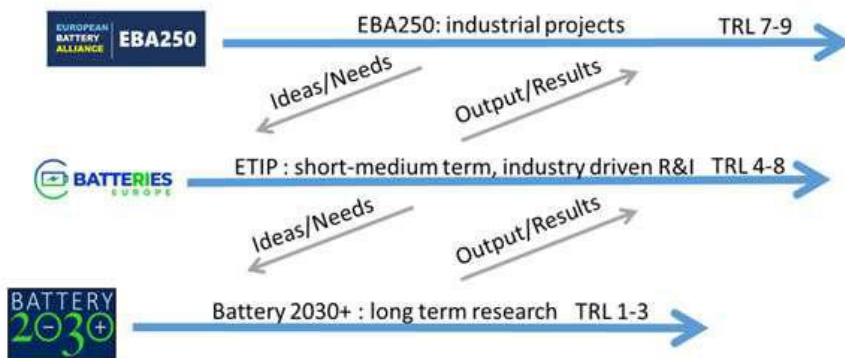 EUROPEAN
BATTERY
ALLIANCE
EBA250
EBA250: industrial projects TRL 7-9
Ideas/Needs
Output/Results
BATTERIES
EUROPE
ETIP : short-medium term, industry driven R&I TRL 4-8
Ideas/Needs
Output/Results
BATTERY
2030+
Battery 2030+ : long term research TRL 1-3